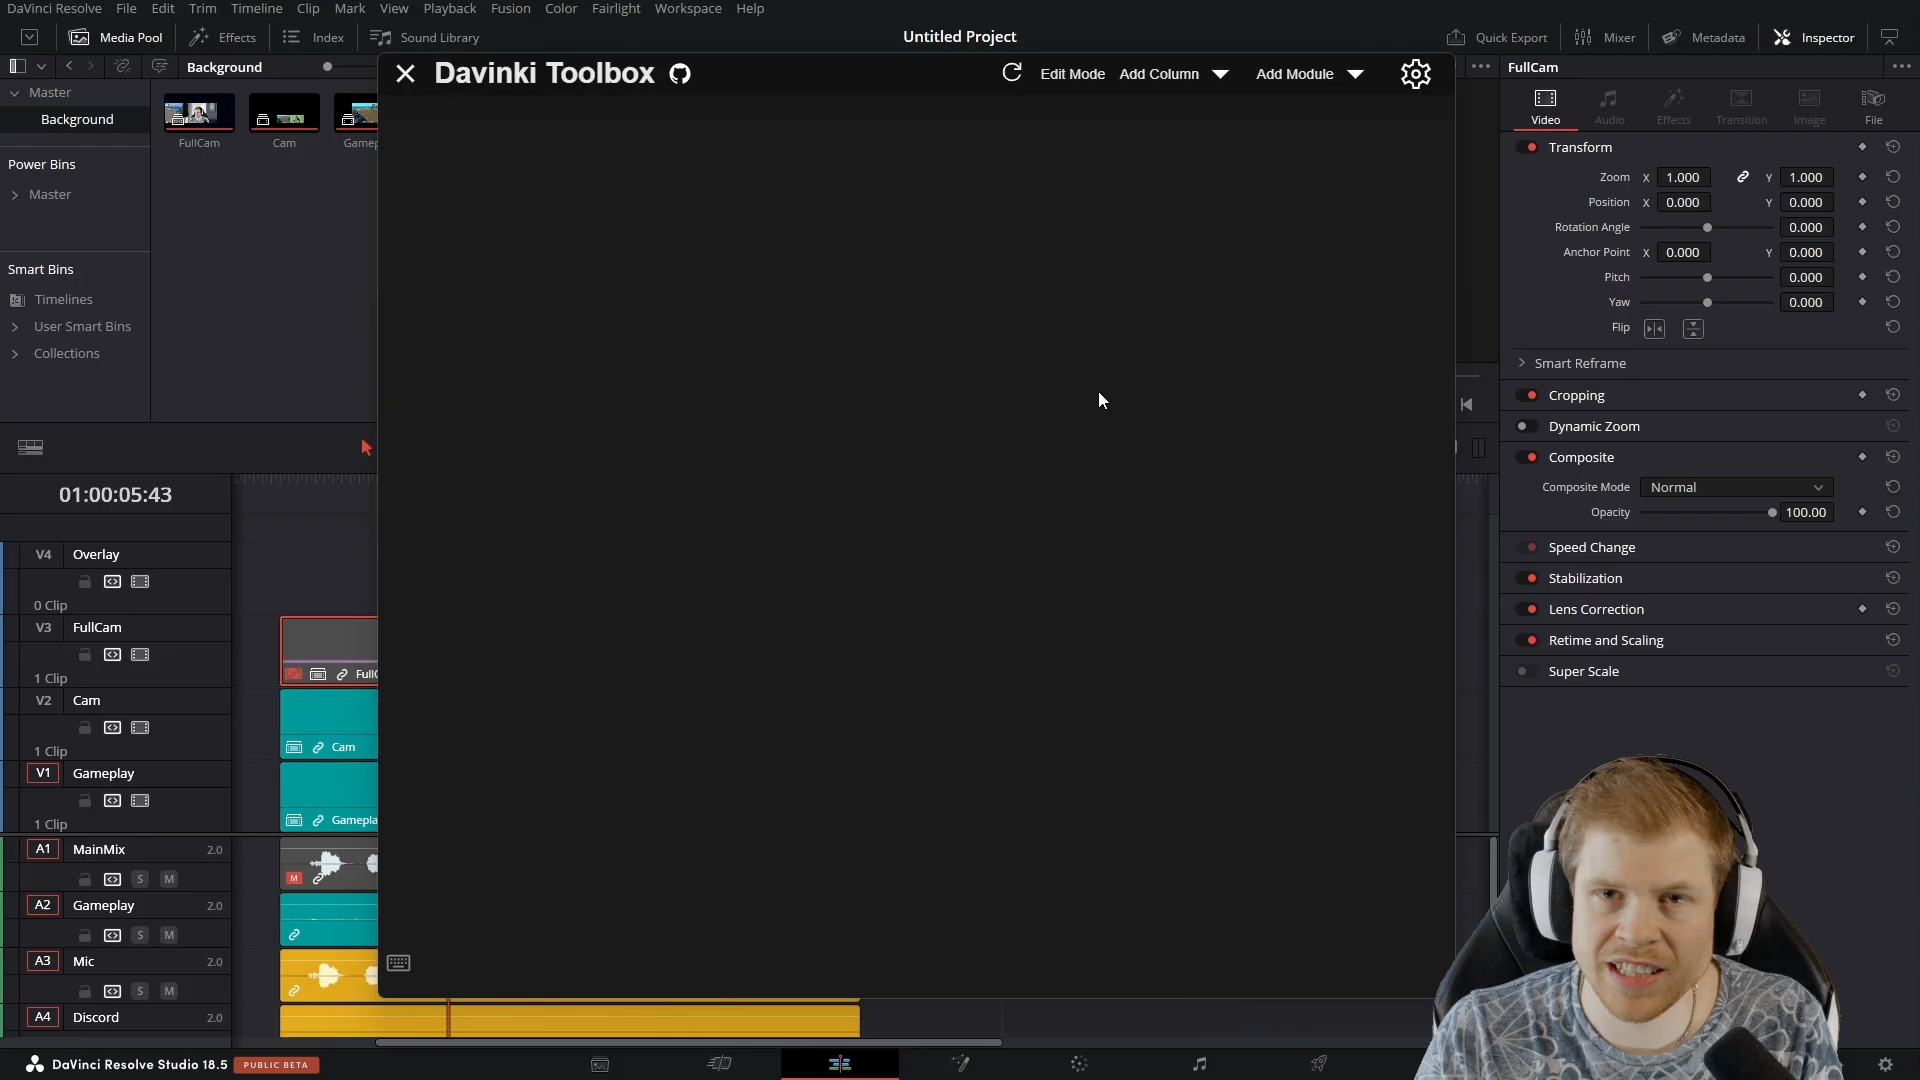 DaVinci Resolve File Edit Trim Timeline Clip Mark View Playback Fusion Color Fairlight Workspace Help
Media Pool Effects Index Sound Library Untitled Project Quick Export Mixer Metadata Inspector
Background FullCam
Davinki Toolbox Edit Mode Add Column Add Module
Master
Background
FullCam Cam
Power Bins
Master
Smart Bins
Timelines
User Smart Bins
Collections
Video Audio Effects Transition Image File
Transform
Zoom X 1.000 Y 1.000
Position X 0.000 Y 0.000
Rotation Angle 0.000
Anchor Point X 0.000 Y 0.000
Pitch 0.000
Yaw 0.000
Flip
Smart Reframe
Cropping
Dynamic Zoom
Composite
Composite Mode Normal
Opacity 100.00
Speed Change
Stabilization
Lens Correction
Retime and Scaling
Super Scale
01:00:05:43
V4 Overlay
0 Clip
V3 FullCam
1 Clip
V2 Cam
1 Clip
Cam
V1 Gameplay
1 Clip
A1 MainMix 2.0
S M
M
A2 Gameplay 2.0
S M
A3 Mic 2.0
S M
A4 Discord 2.0
DaVinci Resolve Studio 18.5 PUBLIC BETA